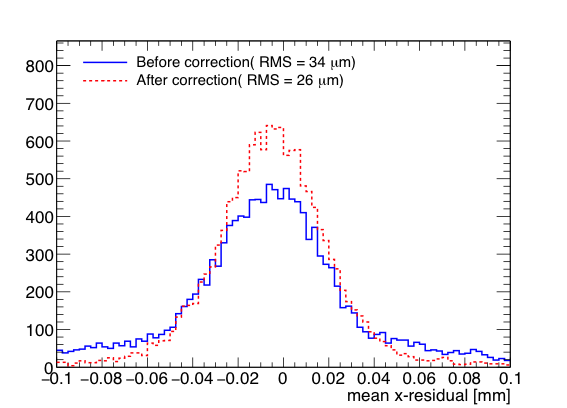 800
Before correction( RMS = 34 μm)
After correction( RMS = 26 μm)
700
600
500
400
300
200
100
0
−0.1 −0.08 −0.06 −0.04 −0.02 0 0.02 0.04 0.06 0.08 0.1
mean x-residual [mm]